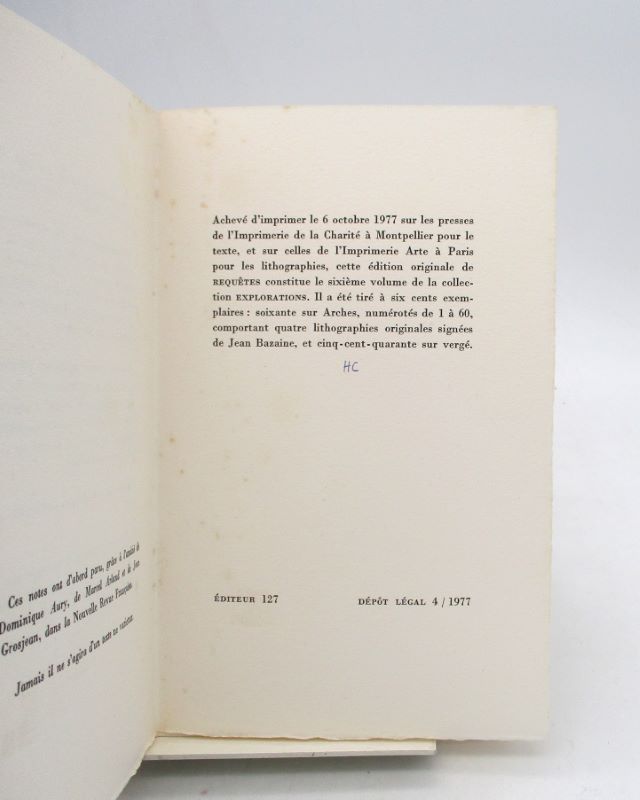 Ces notes ont d'abord paru, grâce à l'amitié de
Dominique Aury, de Marcel Arland et de Jean
Grosjean, dans la Nouvelle Revue Française.
Jamais il ne s'agira d'un texte ne varietur.
Achevé d'imprimer le 6 octobre 1977 sur les presses
de l'Imprimerie de la Charité à Montpellier pour le
texte, et sur celles de l'Imprimerie Arte à Paris
pour les lithographies, cette édition originale de
REQUÊTES constitue le sixième volume de la collec-
tion EXPLORATIONS. Il a été tiré à six cents exem-
plaires : soixante sur Arches, numérotés de 1 à 60,
comportant quatre lithographies originales signées
de Jean Bazaine, et cinq-cent-quarante sur vergé.
HC
ÉDITEUR 127 DÉPÔT LÉGAL 4 / 1977